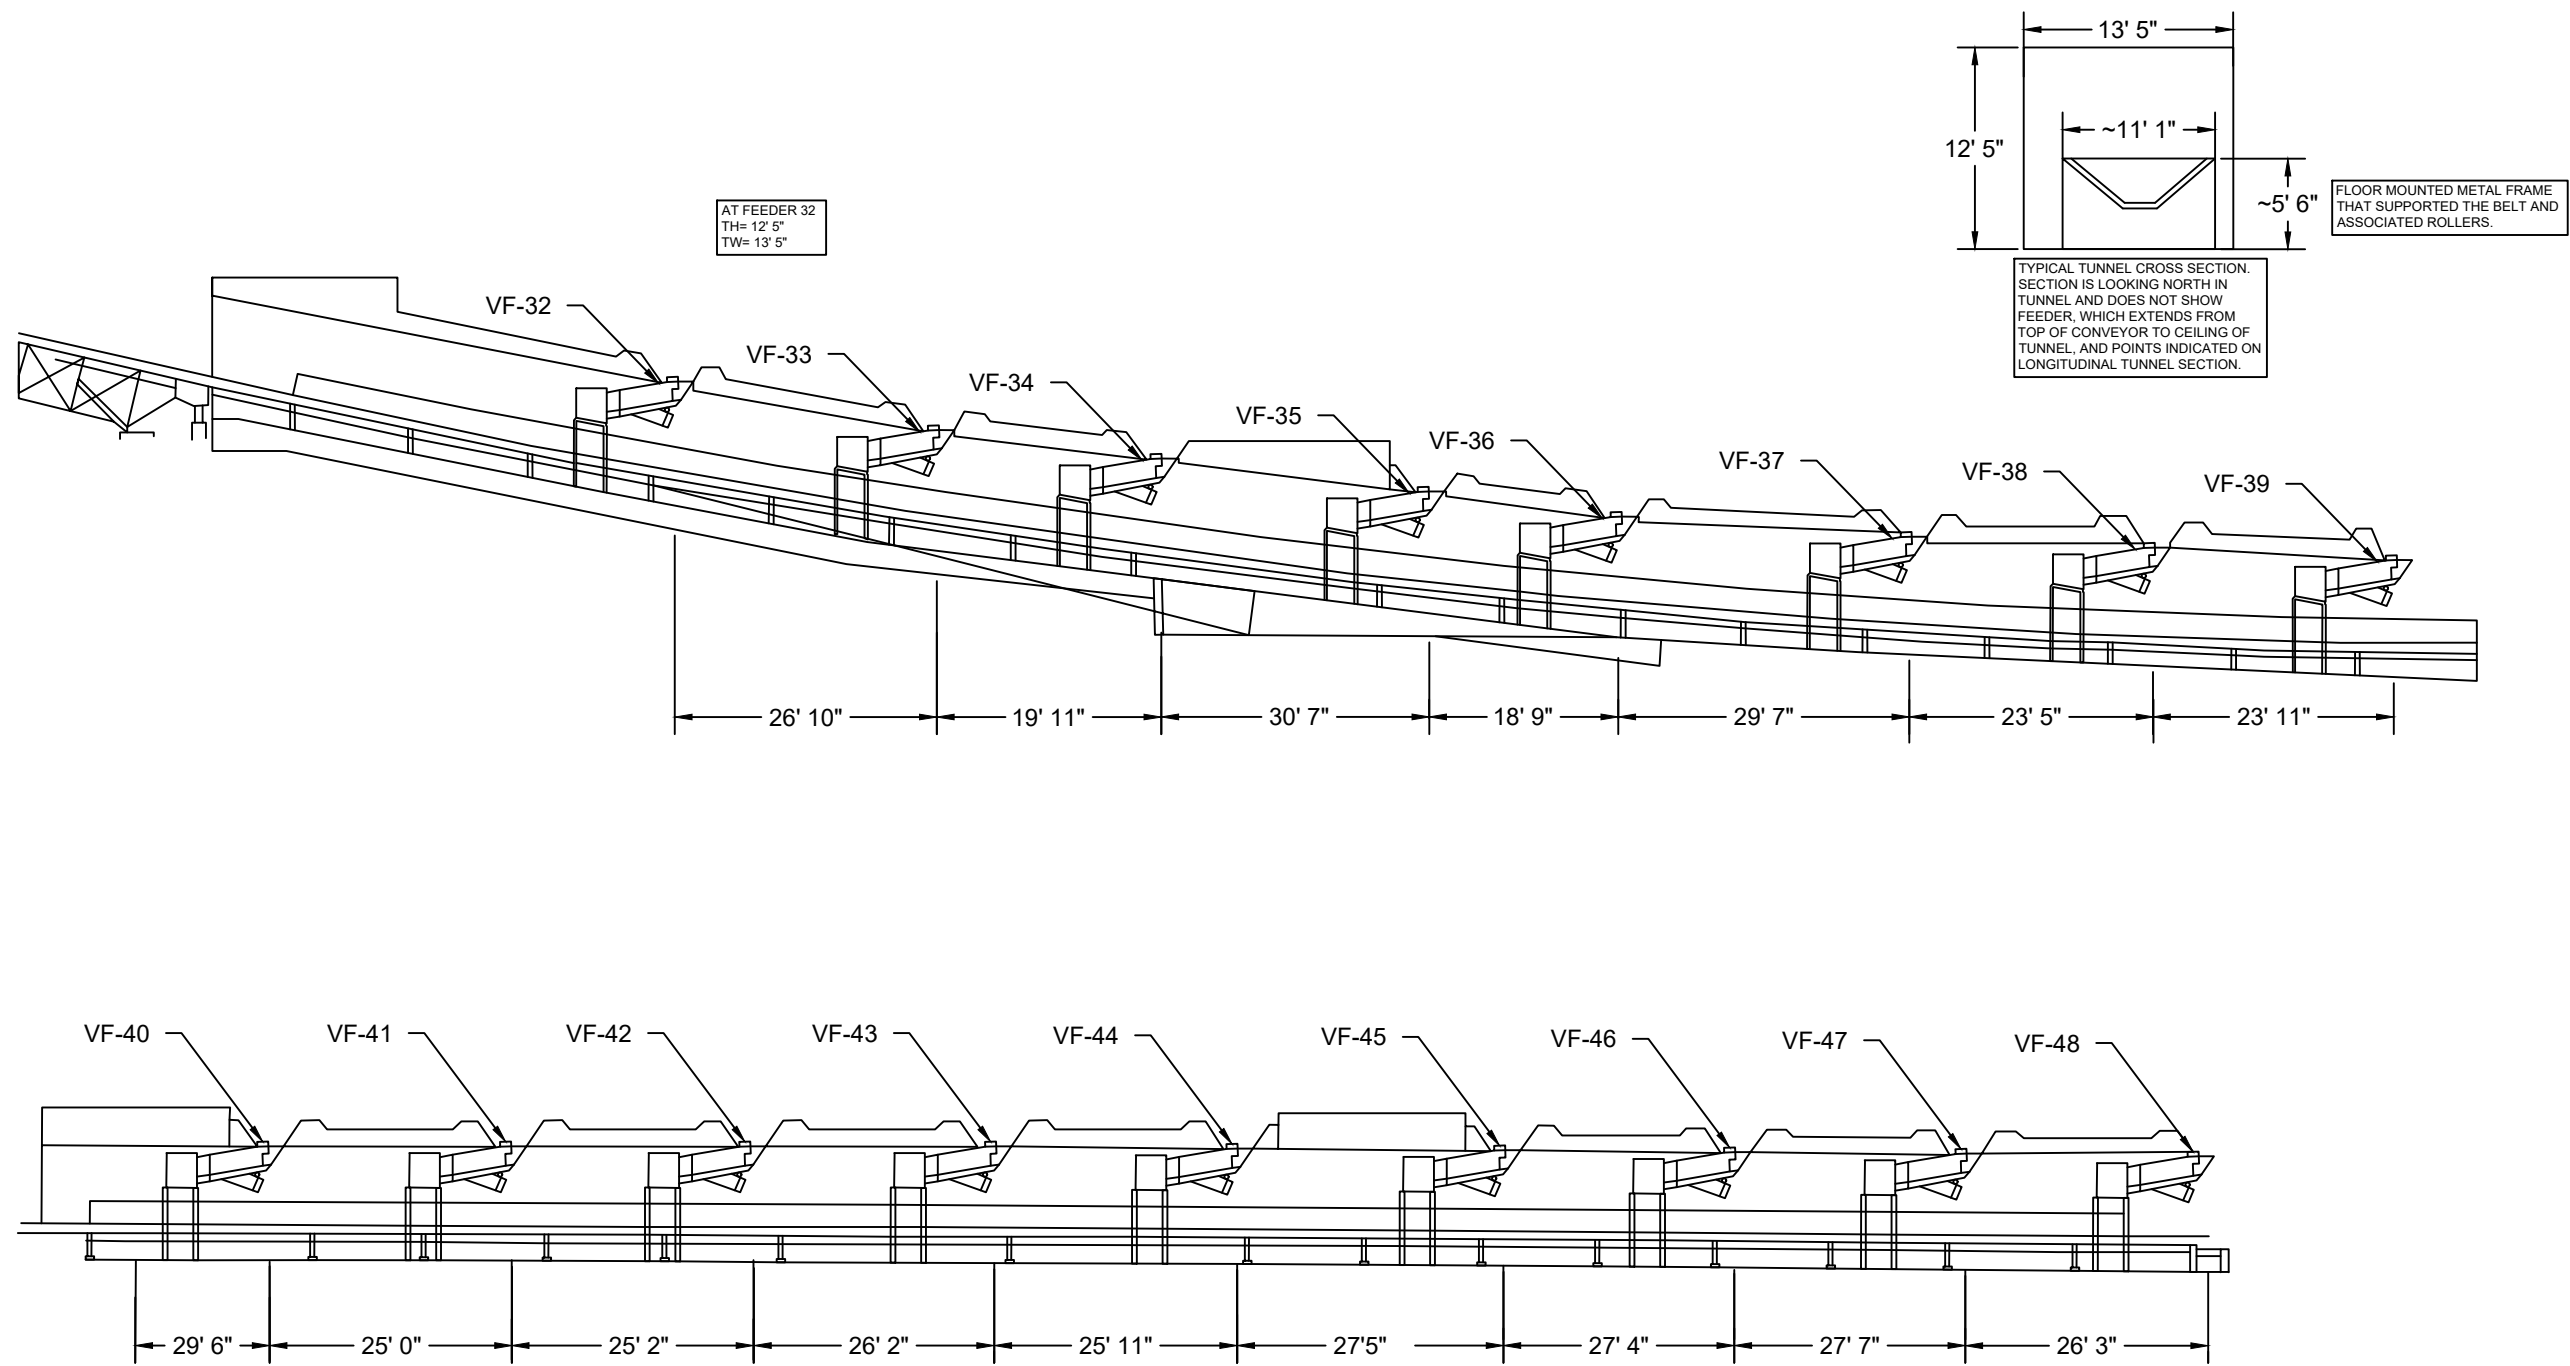 13' 5"
~11' 1"
12' 5"
~5' 6"
FLOOR MOUNTED METAL FRAME
THAT SUPPORTED THE BELT AND
ASSOCIATED ROLLERS.
AT FEEDER 32
TH= 12' 5"
TW= 13' 5"
TYPICAL TUNNEL CROSS SECTION.
SECTION IS LOOKING NORTH IN
TUNNEL AND DOES NOT SHOW
FEEDER, WHICH EXTENDS FROM
TOP OF CONVEYOR TO CEILING OF
TUNNEL, AND POINTS INDICATED ON
LONGITUDINAL TUNNEL SECTION.
VF-32
VF-33
VF-34
VF-35
VF-36
VF-37
VF-38
VF-39
26' 10"
19' 11"
30' 7"
18' 9"
29' 7"
23' 5"
23' 11"
VF-40
VF-41
VF-42
VF-43
VF-44
VF-45
VF-46
VF-47
VF-48
29' 6"
25' 0"
25' 2"
26' 2"
25' 11"
27'5"
27' 4"
27' 7"
26' 3"